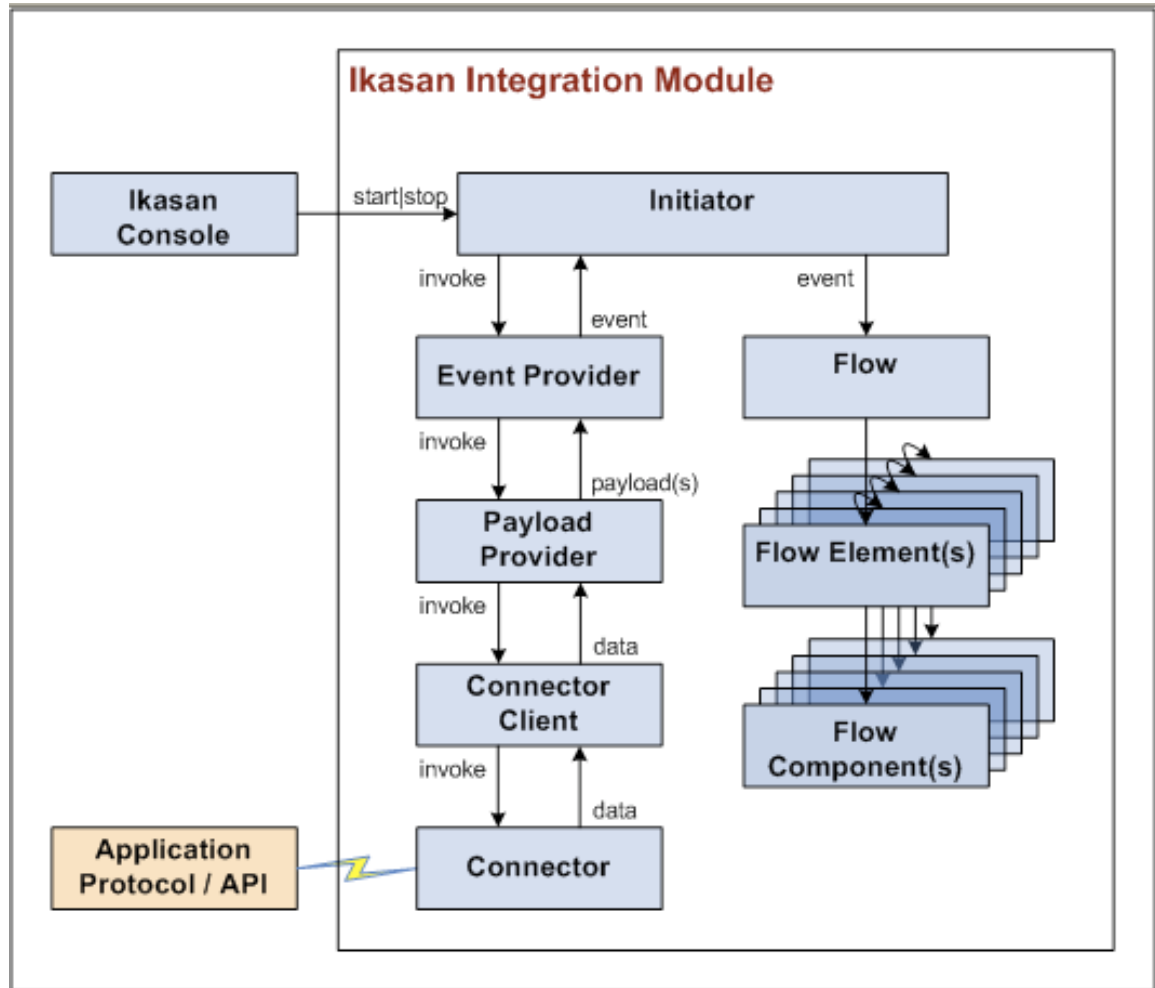 Ikasan Integration Module
Ikasan
Console
start|stop
Initiator
invoke
event
event
Event Provider
Flow
invoke
payload(s)
Payload
Provider
Flow Element(s)
invoke
data
Connector
Client
Flow
Component(s)
invoke
data
Application
Protocol / API
Connector